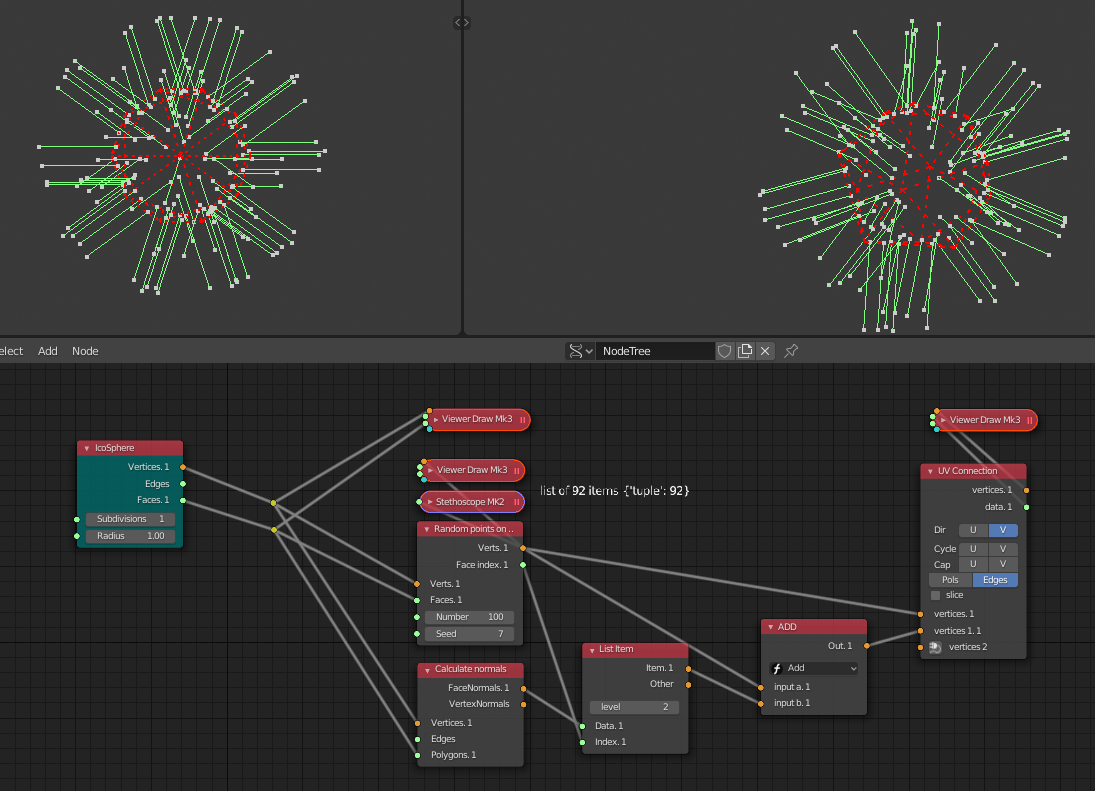 elect Add Node
NodeTree
Viewer Draw Mk3
IcoSphere
Vertices. 1
Edges
Faces. 1
Subdivisions 1
Radius 1.00
Viewer Draw Mk3
Stethoscope MK2
list of 92 items {'tuple': 92}
Random points on ..
Verts. 1
Face index. 1
Verts. 1
Faces. 1
Number 100
Seed 7
Calculate normals
FaceNormals. 1
VertexNormals
Vertices. 1
Edges
Polygons. 1
List Item
Item. 1
Other
level 2
Data. 1
Index. 1
ADD
Out. 1
Add
input a. 1
input b. 1
Viewer Draw Mk3
UV Connection
vertices. 1
data. 1
Dir U V
Cycle U V
Cap U V
Pols Edges
slice
vertices. 1
vertices 1. 1
vertices 2